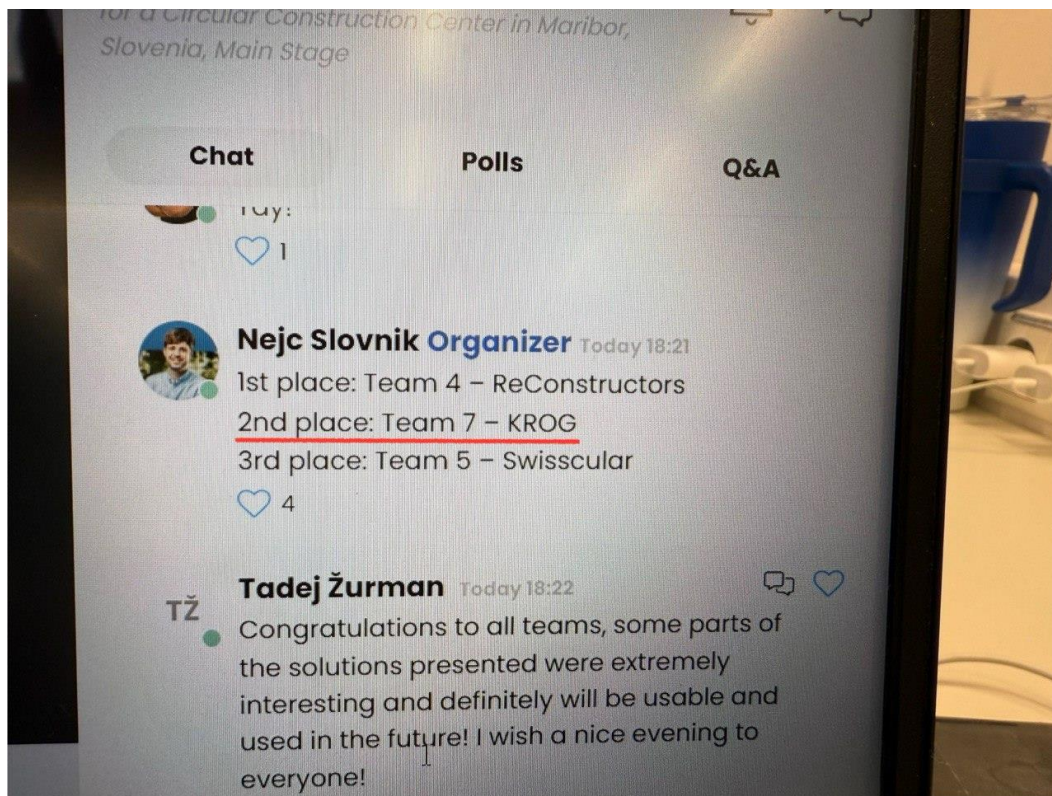 for a Circular Construction Center in Maribor,
Slovenia, Main Stage
Chat
Polls
Q&A
1
Nejc Slovnik Organizer Today 18:21
1st place: Team 4 – ReConstructors
2nd place: Team 7 – KROG
3rd place: Team 5 – Swisscular
4
TŽ
Tadej Žurman Today 18:22
Congratulations to all teams, some parts of
the solutions presented were extremely
interesting and definitely will be usable and
used in the future! I wish a nice evening to
everyone!